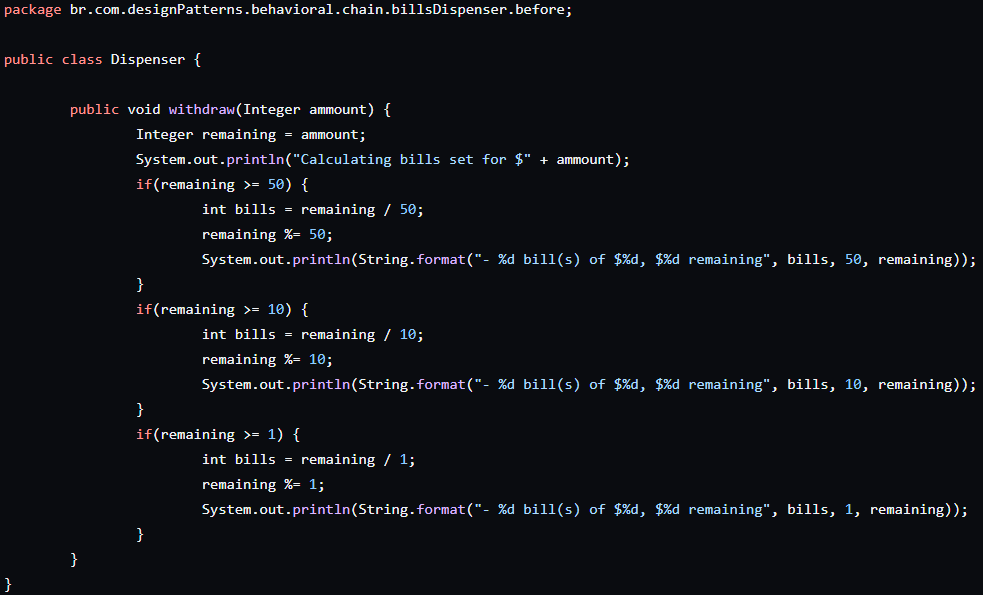 package br.com.designPatterns.behavioral.chain.billsDispenser.before;
public class Dispenser {
public void withdraw(Integer ammount) {
Integer remaining = ammount;
System.out.println("Calculating bills set for $" + ammount);
if(remaining >= 50) {
int bills = remaining / 50;
remaining %= 50;
System.out.println(String.format("- %d bill(s) of $%d, $%d remaining", bills, 50, remaining));
}
if(remaining >= 10) {
int bills = remaining / 10;
remaining %= 10;
System.out.println(String.format("- %d bill(s) of $%d, $%d remaining", bills, 10, remaining));
}
if(remaining >= 1) {
int bills = remaining / 1;
remaining %= 1;
System.out.println(String.format("- %d bill(s) of $%d, $%d remaining", bills, 1, remaining));
}
}
}